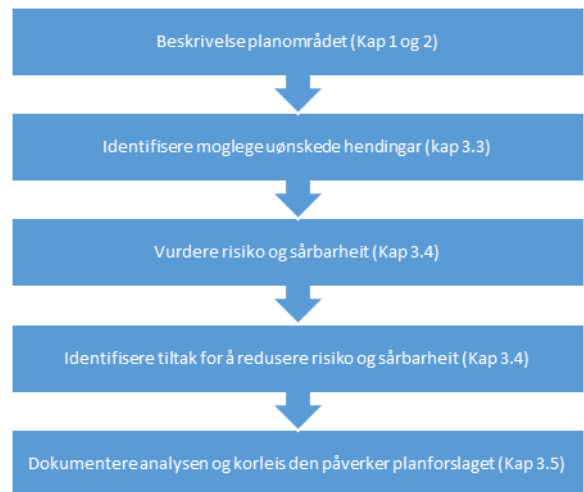 Beskrivelse planområdet (Kap 1 og 2)
Identifisere moglege uønskede hendingar (kap 3.3)
Vurdere risiko og sårbarheit (Kap 3.4)
Identifisere tiltak for å redusere risiko og sårbarheit (Kap 3.4)
Dokumentere analysen og korleis den påverker planforslaget (Kap 3.5)